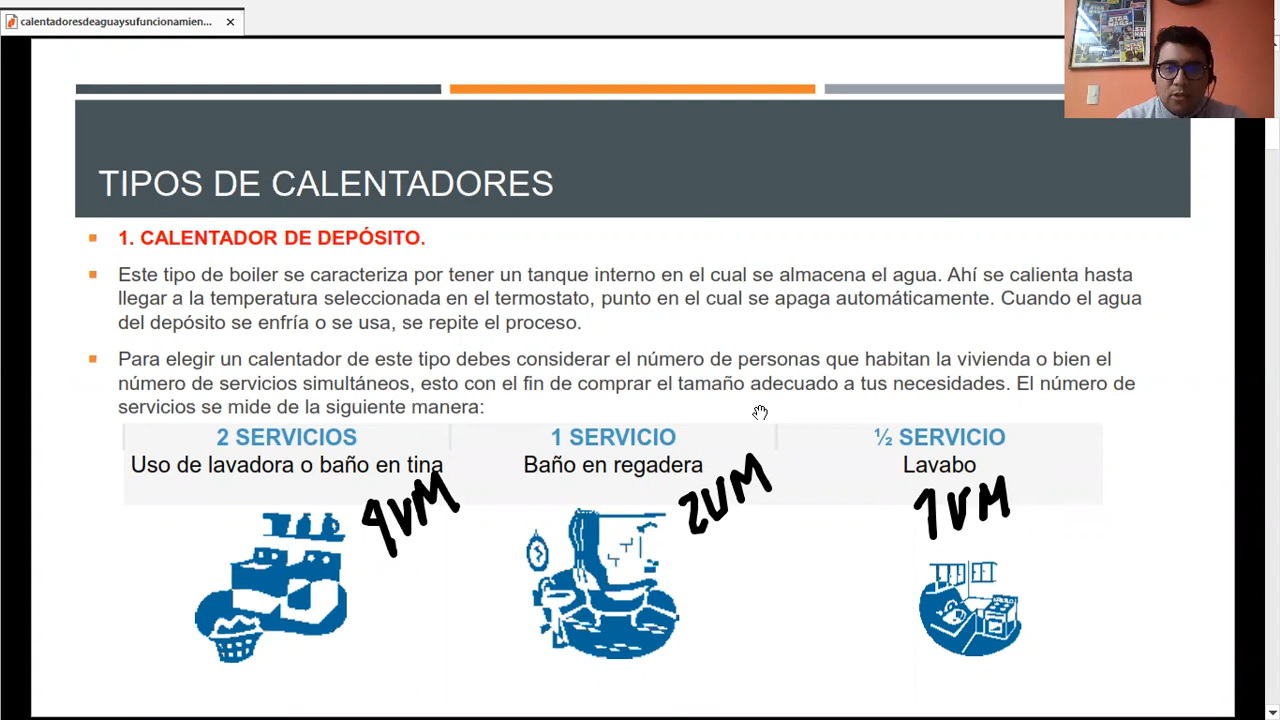 calentadoresdeaguaysufuncionamien...
TIPOS DE CALENTADORES
1. CALENTADOR DE DEPÓSITO.
Este tipo de boiler se caracteriza por tener un tanque interno en el cual se almacena el agua. Ahí se calienta hasta
llegar a la temperatura seleccionada en el termostato, punto en el cual se apaga automáticamente. Cuando el agua
del depósito se enfría o se usa, se repite el proceso.
Para elegir un calentador de este tipo debes considerar el número de personas que habitan la vivienda o bien el
número de servicios simultáneos, esto con el fin de comprar el tamaño adecuado a tus necesidades. El número de
servicios se mide de la siguiente manera:
2 SERVICIOS
Uso de lavadora o baño en tina
4UM
1 SERVICIO
Baño en regadera
2UM
½ SERVICIO
Lavabo
1UM
STAR
WARS